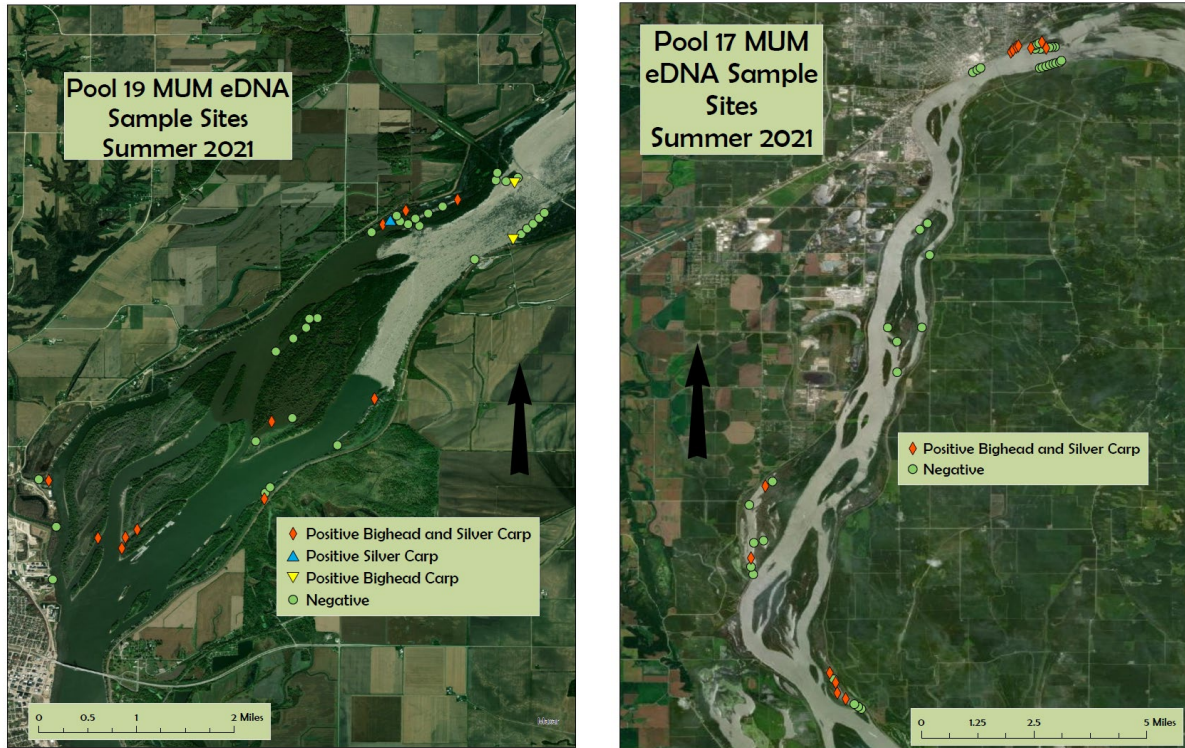 Pool 19 MUM eDNA
Sample Sites
Summer 2021
Positive Bighead and Silver Carp
Positive Silver Carp
Positive Bighead Carp
Negative
0 0.5 1 2 Miles
Pool 17 MUM
eDNA Sample
Sites
Summer 2021
Positive Bighead and Silver Carp
Negative
0 1.25 2.5 5 Miles